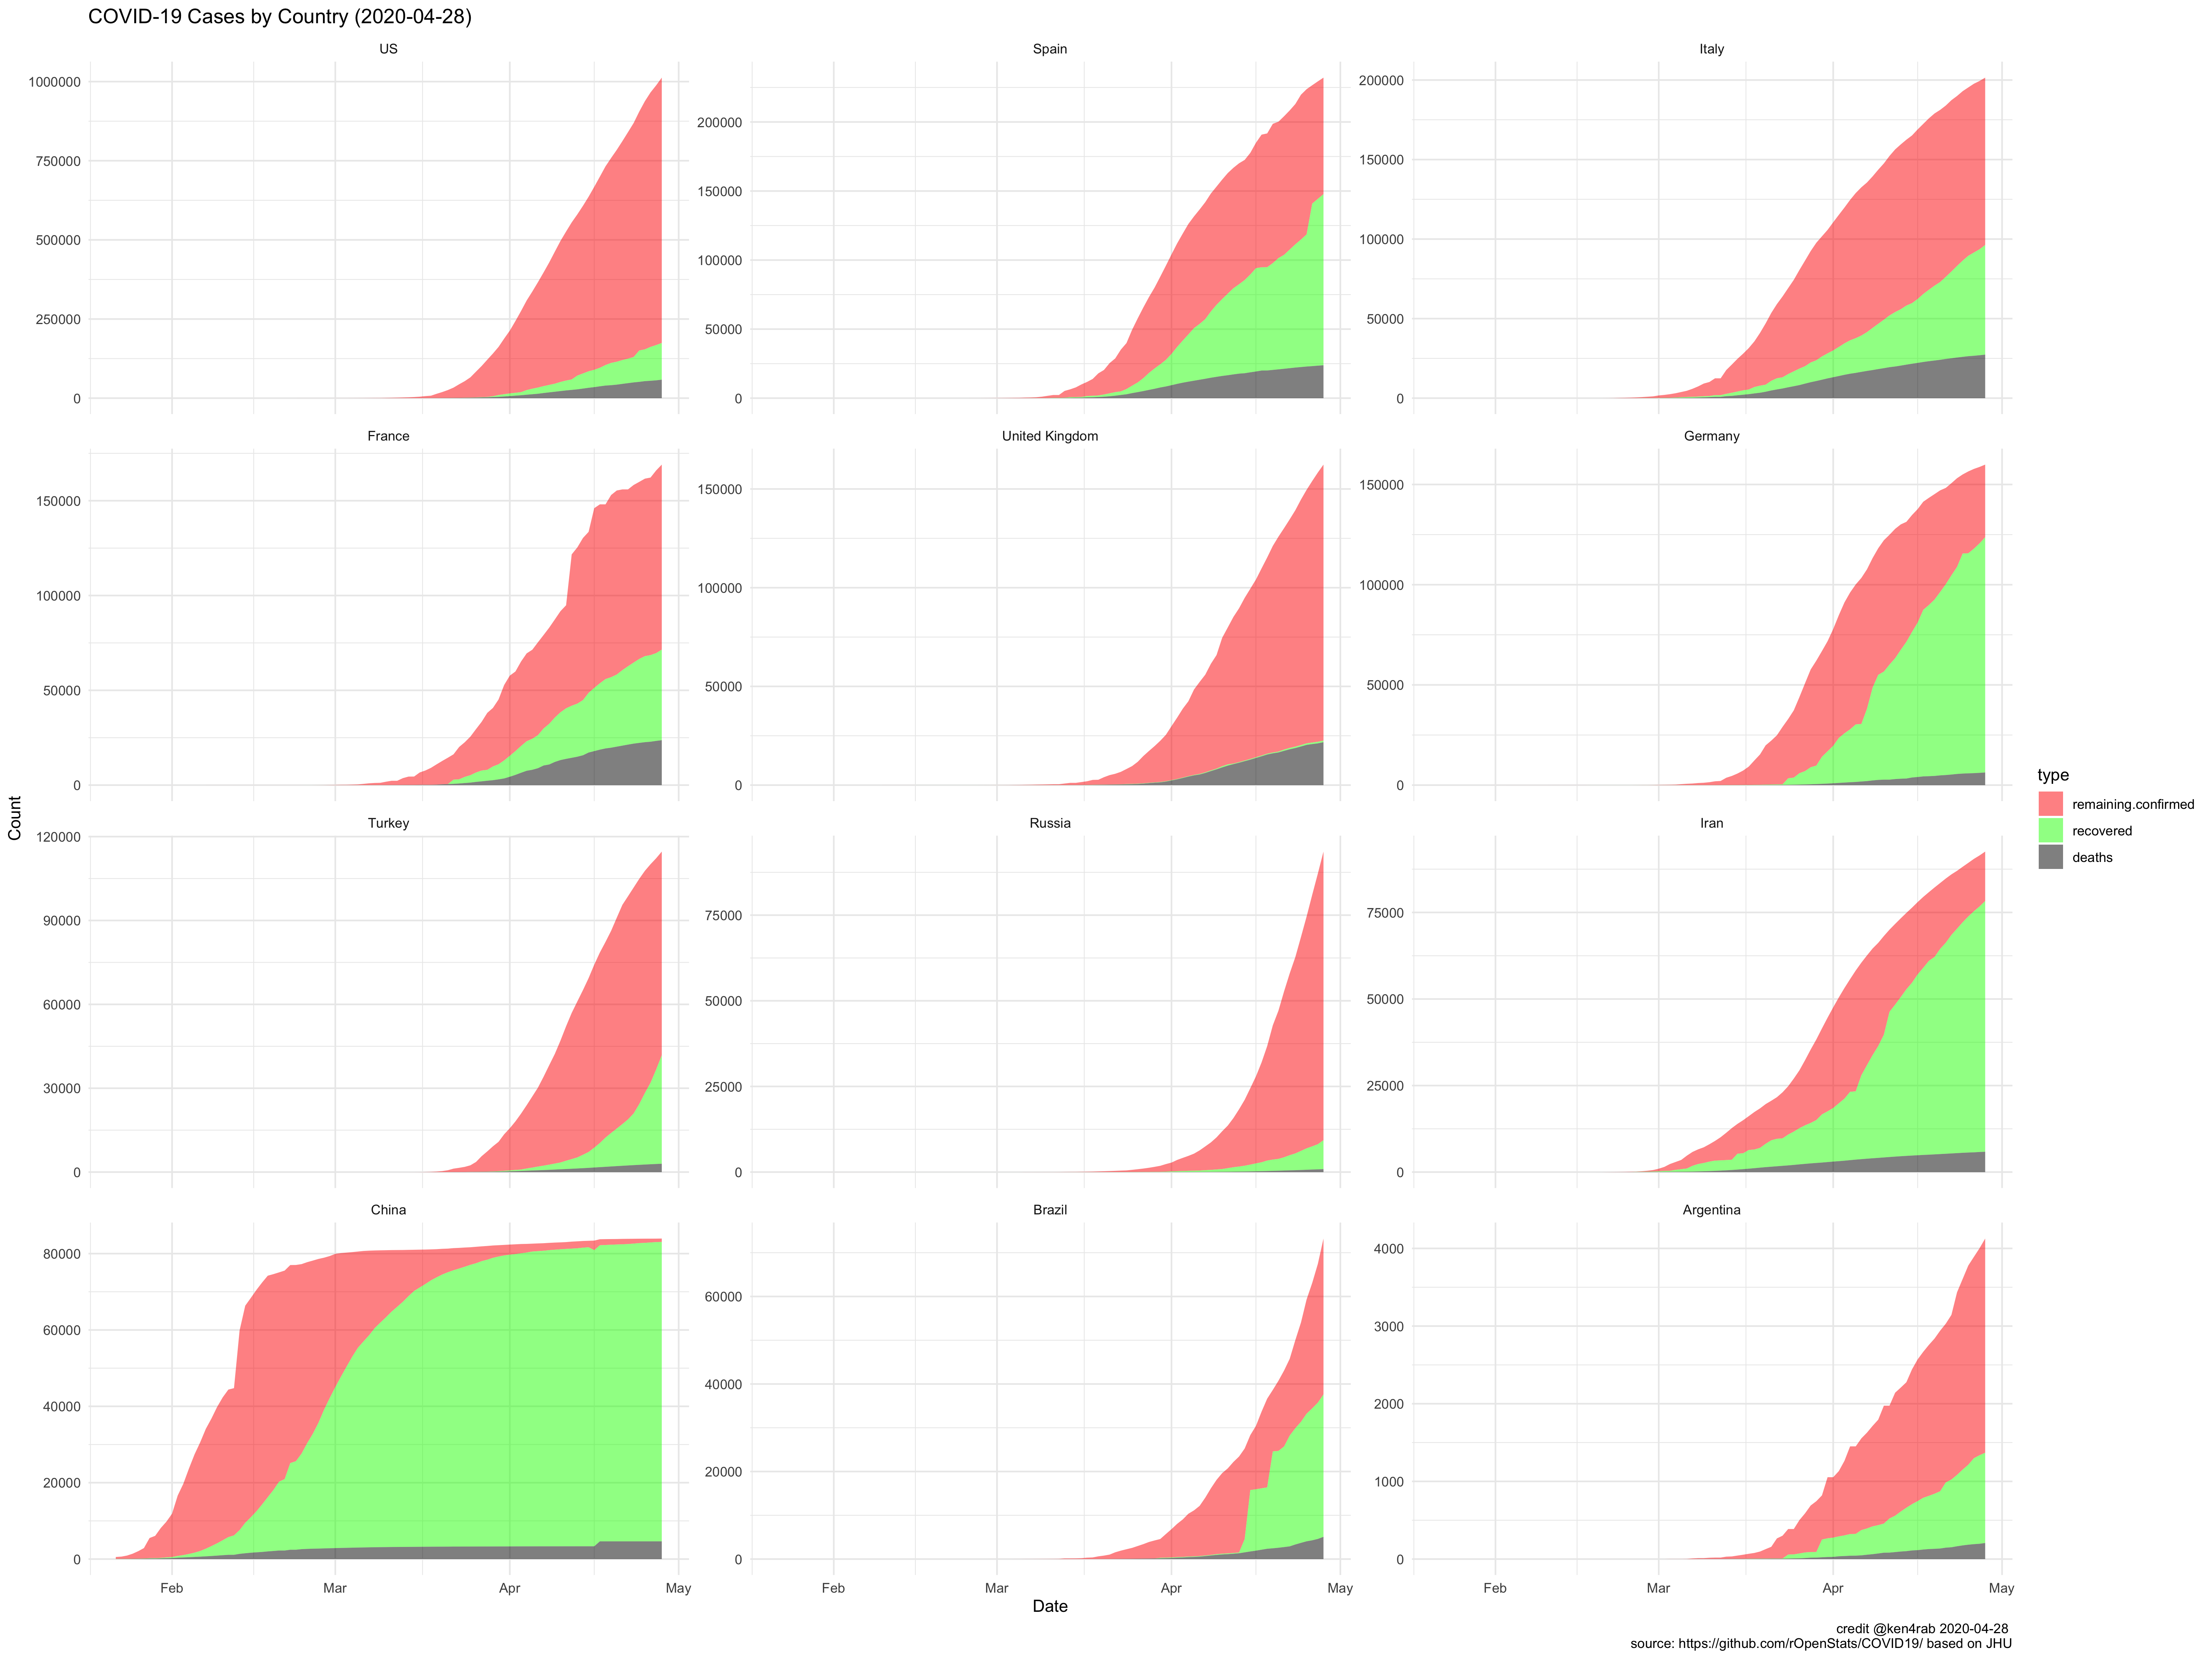 COVID-19 Cases by Country (2020-04-28)
US
Spain
Italy
1000000
750000
500000
250000
0
200000
150000
100000
50000
0
200000
150000
100000
50000
0
France
United Kingdom
Germany
150000
100000
50000
0
150000
100000
50000
0
150000
100000
50000
0
Turkey
Russia
Iran
120000
90000
60000
30000
0
75000
50000
25000
0
75000
50000
25000
0
China
Brazil
Argentina
80000
60000
40000
20000
0
60000
40000
20000
0
4000
3000
2000
1000
0
Feb Mar Apr May
Feb Mar Apr May
Feb Mar Apr May
Count
Date
type
remaining.confirmed
recovered
deaths
credit @ken4rab 2020-04-28
source: https://github.com/rOpenStats/COVID19/ based on JHU